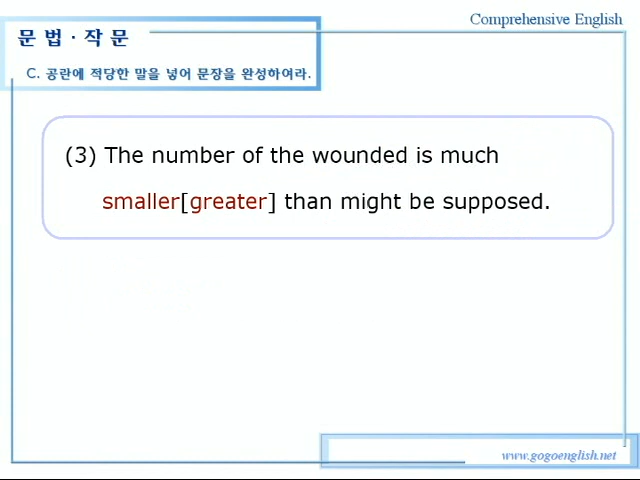 Comprehensive English
문 법 · 작 문
C. 공란에 적당한 말을 넣어 문장을 완성하여라.
(3) The number of the wounded is much
smaller[greater] than might be supposed.
www.gogoenglish.net